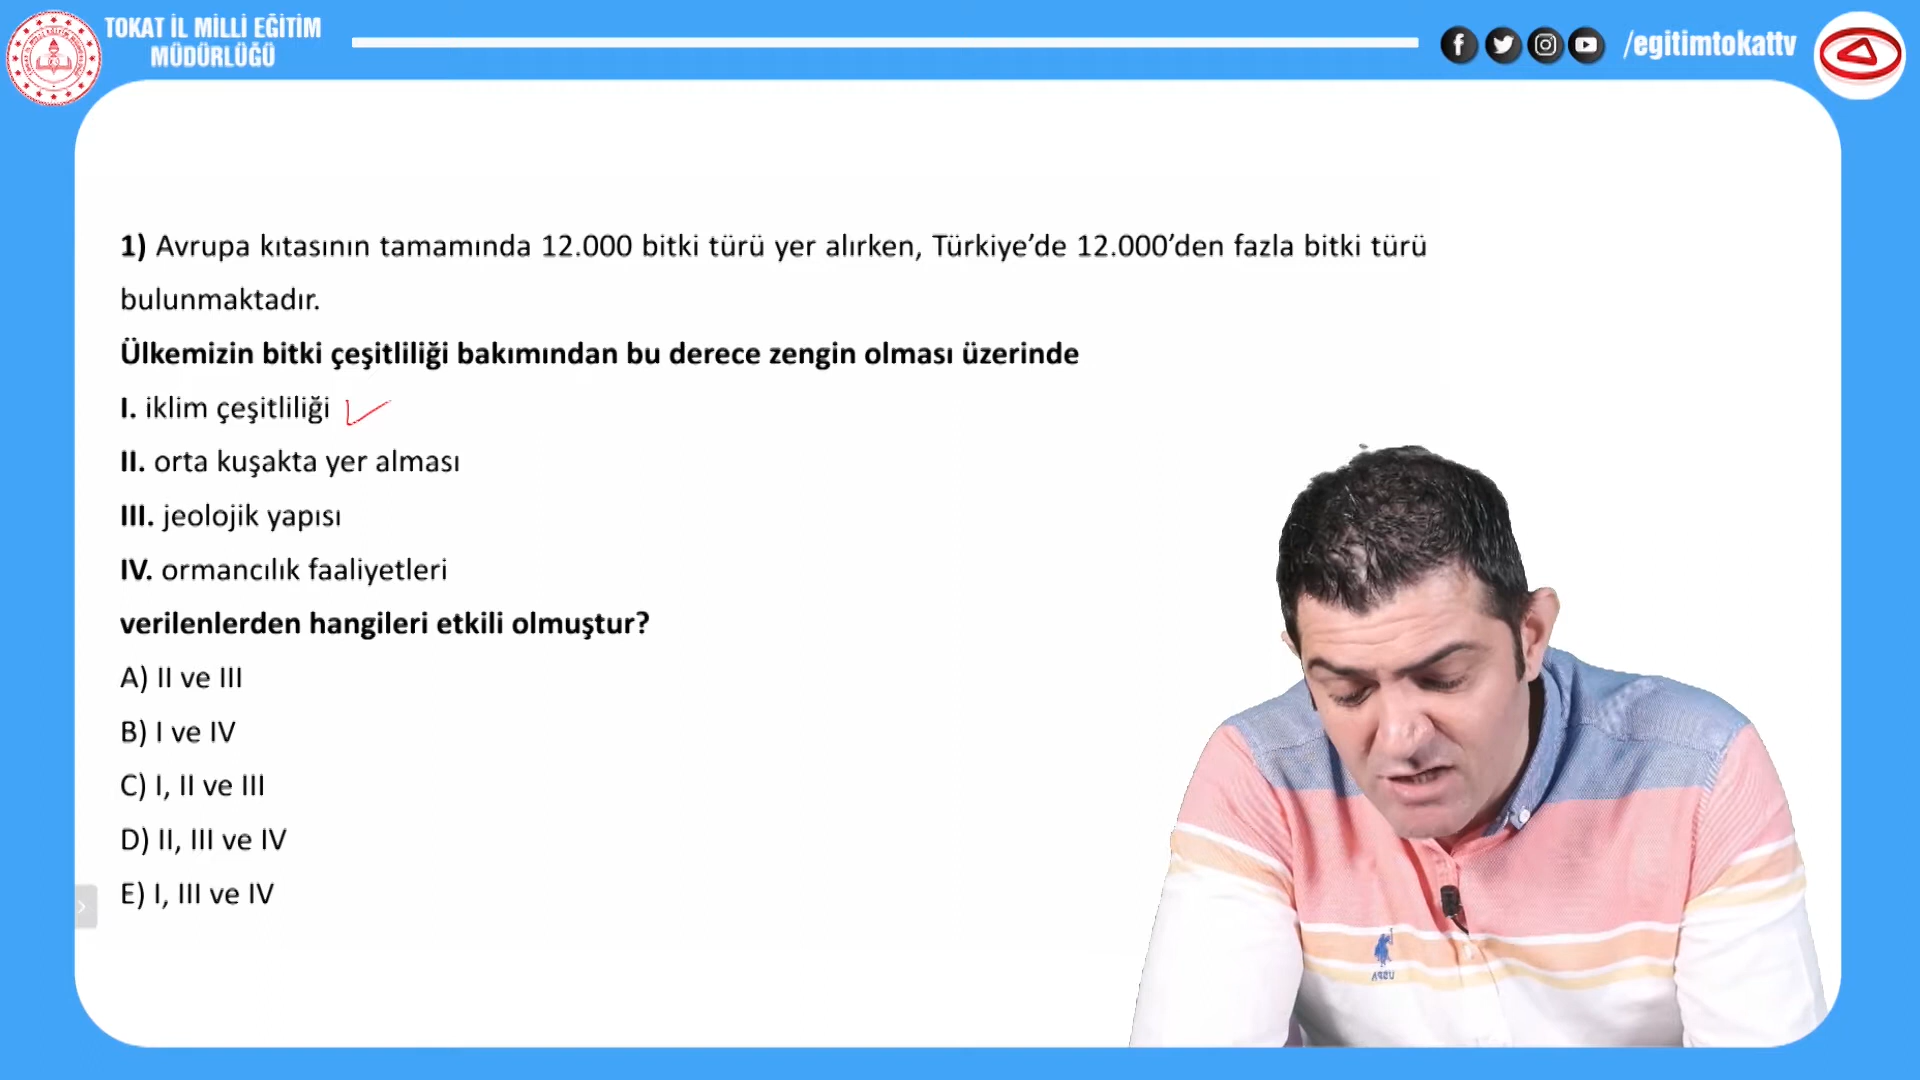 TOKAT İL MİLLİ EĞİTİM
MÜDÜRLÜĞÜ
/egitimtokattv
1) Avrupa kıtasının tamamında 12.000 bitki türü yer alırken, Türkiye’de 12.000’den fazla bitki türü
bulunmaktadır.
Ülkemizin bitki çeşitliliği bakımından bu derece zengin olması üzerinde
I. iklim çeşitliliği
II. orta kuşakta yer alması
III. jeolojik yapısı
IV. ormancılık faaliyetleri
verilenlerden hangileri etkili olmuştur?
A) II ve III
B) I ve IV
C) I, II ve III
D) II, III ve IV
E) I, III ve IV